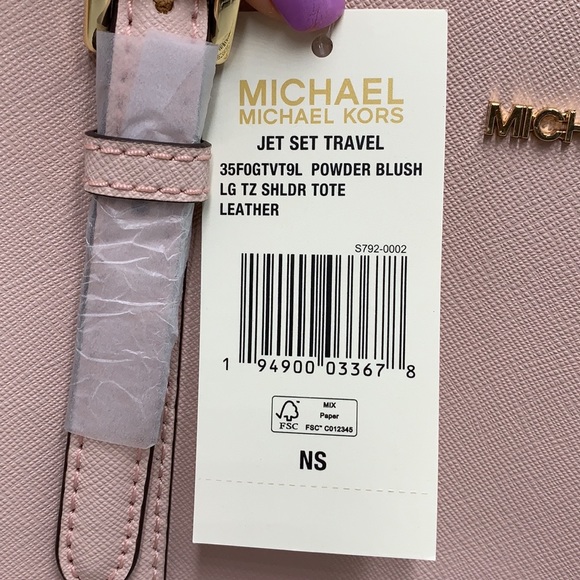 MICHAEL
MICHAEL KORS
JET SET TRAVEL
35F0GTVT9L POWDER BLUSH
LG TZ SHLDR TOTE
LEATHER
S792-0002
1 94900 03367 8
FSC
MIX
Paper
FSC™ C012345
NS
MICH